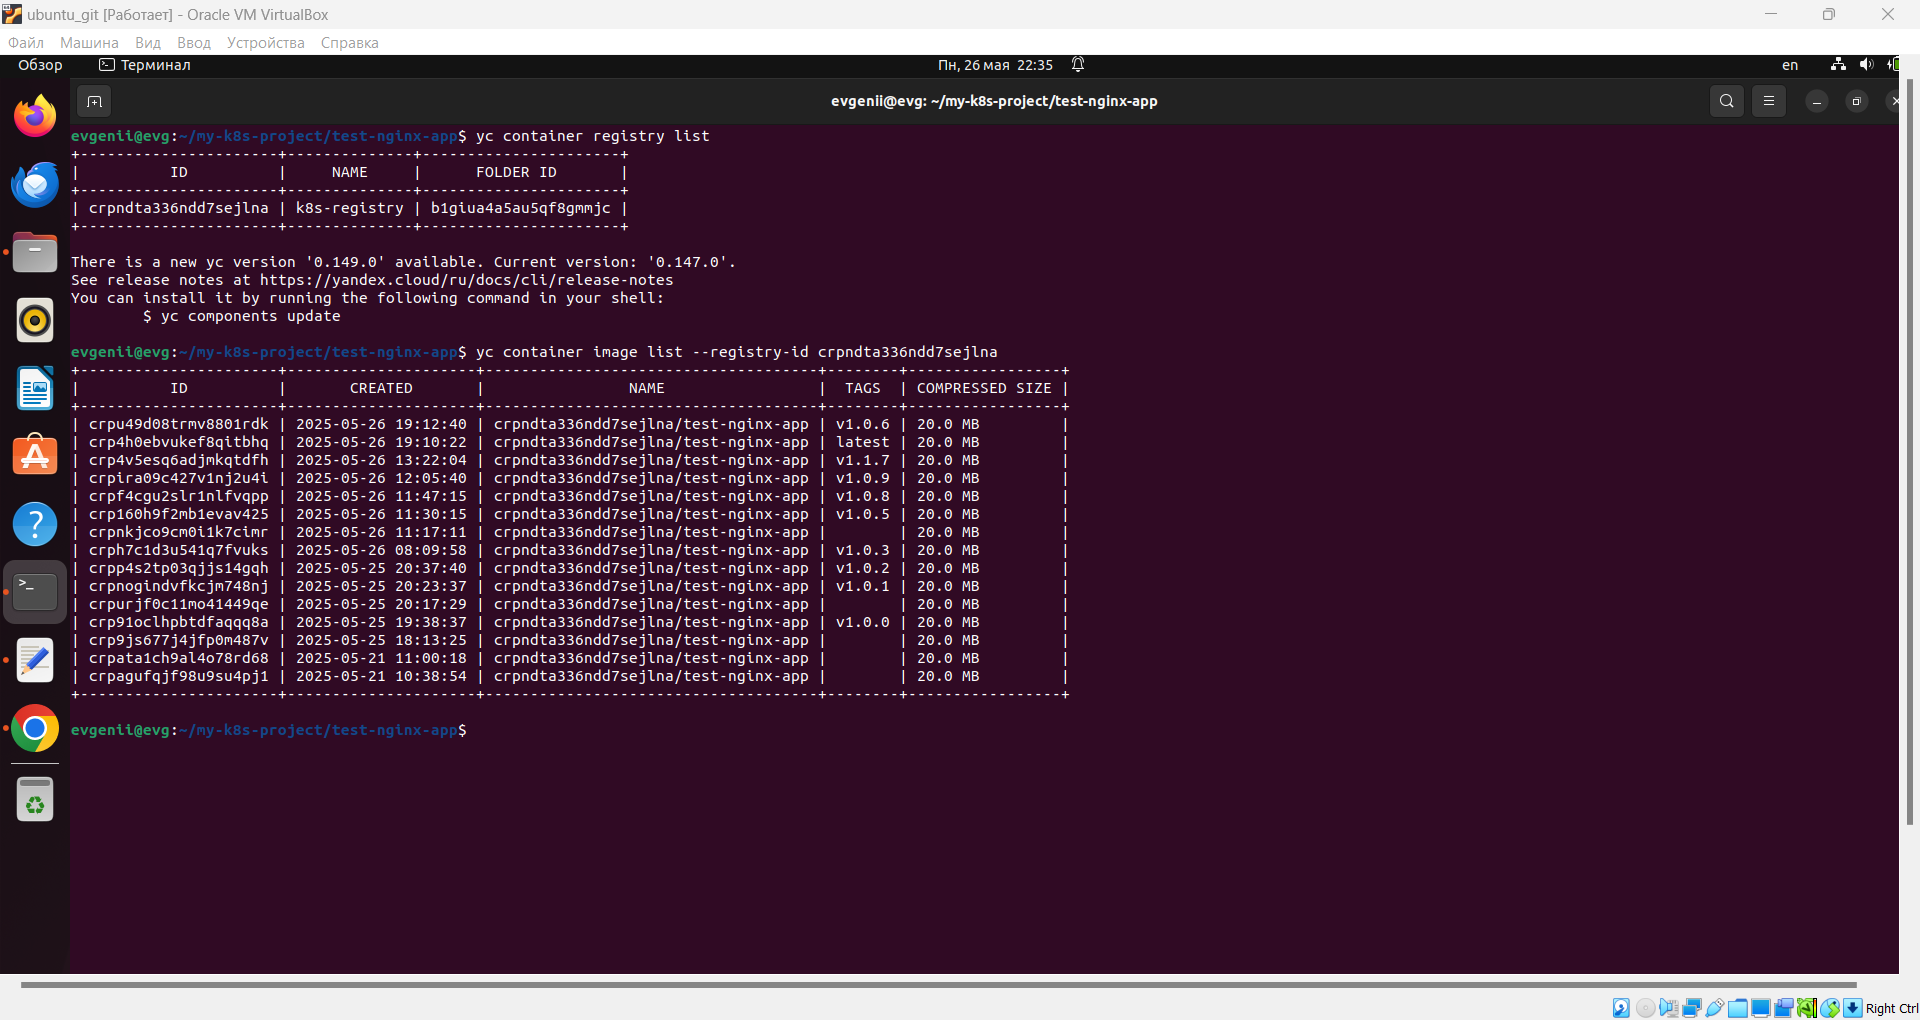 ubuntu_git [Работает] - Oracle VM VirtualBox
Файл Машина Вид Ввод Устройства Справка
Обзор Терминал Пн, 26 мая 22:35 en
evgenii@evg: ~/my-k8s-project/test-nginx-app
evgenii@evg:~/my-k8s-project/test-nginx-app$ yc container registry list
+----------------------+--------------+----------------------+
| ID | NAME | FOLDER ID |
+----------------------+--------------+----------------------+
| crpndta336ndd7sejlna | k8s-registry | b1giua4a5au5qf8gmmjc |
+----------------------+--------------+----------------------+
There is a new yc version '0.149.0' available. Current version: '0.147.0'.
See release notes at https://yandex.cloud/ru/docs/cli/release-notes
You can install it by running the following command in your shell:
$ yc components update
evgenii@evg:~/my-k8s-project/test-nginx-app$ yc container image list --registry-id crpndta336ndd7sejlna
+----------------------+---------------------+-------------------------------------+--------+-----------------+
| ID | CREATED | NAME | TAGS | COMPRESSED SIZE |
+----------------------+---------------------+-------------------------------------+--------+-----------------+
| crpu49d08trmv8801rdk | 2025-05-26 19:12:40 | crpndta336ndd7sejlna/test-nginx-app | v1.0.6 | 20.0 MB |
| crp4h0ebvukef8qitbhq | 2025-05-26 19:10:22 | crpndta336ndd7sejlna/test-nginx-app | latest | 20.0 MB |
| crp4v5esq6adjmkqtdfh | 2025-05-26 13:22:04 | crpndta336ndd7sejlna/test-nginx-app | v1.1.7 | 20.0 MB |
| crpira09c427v1nj2u4i | 2025-05-26 12:05:40 | crpndta336ndd7sejlna/test-nginx-app | v1.0.9 | 20.0 MB |
| crpf4cgu2slr1nlfvqpp | 2025-05-26 11:47:15 | crpndta336ndd7sejlna/test-nginx-app | v1.0.8 | 20.0 MB |
| crp160h9f2mb1evav425 | 2025-05-26 11:30:15 | crpndta336ndd7sejlna/test-nginx-app | v1.0.5 | 20.0 MB |
| crpnkjco9cm0i1k7cimr | 2025-05-26 11:17:11 | crpndta336ndd7sejlna/test-nginx-app | | 20.0 MB |
| crph7c1d3u541q7fvuks | 2025-05-26 08:09:58 | crpndta336ndd7sejlna/test-nginx-app | v1.0.3 | 20.0 MB |
| crpp4s2tp03qjjs14gqh | 2025-05-25 20:37:40 | crpndta336ndd7sejlna/test-nginx-app | v1.0.2 | 20.0 MB |
| crpnogindvfkcjm748nj | 2025-05-25 20:23:37 | crpndta336ndd7sejlna/test-nginx-app | v1.0.1 | 20.0 MB |
| crpurjf0c11mo41449qe | 2025-05-25 20:17:29 | crpndta336ndd7sejlna/test-nginx-app | | 20.0 MB |
| crp91oclhpbtdfaqqq8a | 2025-05-25 19:38:37 | crpndta336ndd7sejlna/test-nginx-app | v1.0.0 | 20.0 MB |
| crp9js677j4jfp0m487v | 2025-05-25 18:13:25 | crpndta336ndd7sejlna/test-nginx-app | | 20.0 MB |
| crpata1ch9al4o78rd68 | 2025-05-21 11:00:18 | crpndta336ndd7sejlna/test-nginx-app | | 20.0 MB |
| crpagufqjf98u9su4pj1 | 2025-05-21 10:38:54 | crpndta336ndd7sejlna/test-nginx-app | | 20.0 MB |
+----------------------+---------------------+-------------------------------------+--------+-----------------+
evgenii@evg:~/my-k8s-project/test-nginx-app$
Right Ctrl